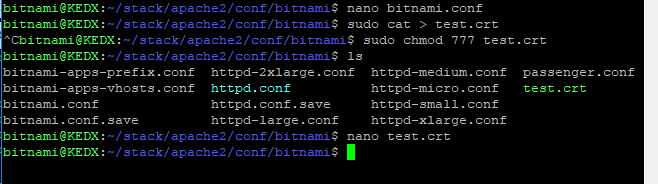 bitnami@KEDX:~/stack/apache2/conf/bitnami$ nano bitnami.conf
bitnami@KEDX:~/stack/apache2/conf/bitnami$ sudo cat > test.crt
^Cbitnami@KEDX:~/stack/apache2/conf/bitnami$ sudo chmod 777 test.crt
bitnami@KEDX:~/stack/apache2/conf/bitnami$ ls
bitnami-apps-prefix.conf  httpd-2xlarge.conf  httpd-medium.conf  passenger.conf
bitnami-apps-vhosts.conf  httpd.conf          httpd-micro.conf   test.crt
bitnami.conf              httpd.conf.save     httpd-small.conf
bitnami.conf.save         httpd-large.conf    httpd-xlarge.conf
bitnami@KEDX:~/stack/apache2/conf/bitnami$ nano test.crt
bitnami@KEDX:~/stack/apache2/conf/bitnami$